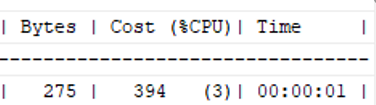 | Bytes | Cost (%CPU)| Time     |
-----------------------------------
|   275 |   394   (3)| 00:00:01 |